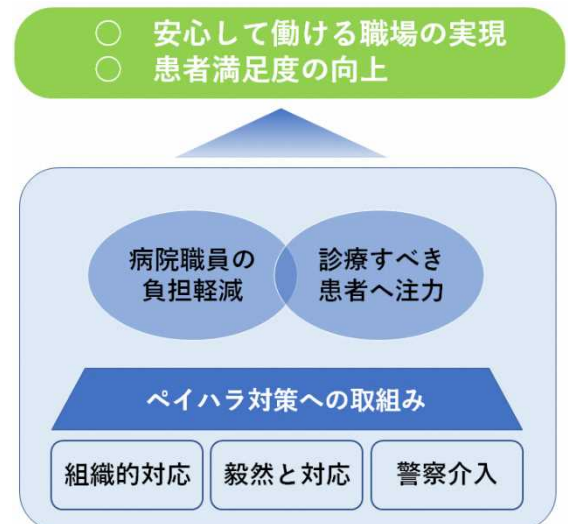 ○ 安心して働ける職場の実現
○ 患者満足度の向上
病院職員の
負担軽減
診療すべき
患者へ注力
ペイハラ対策への取組み
組織的対応
毅然と対応
警察介入